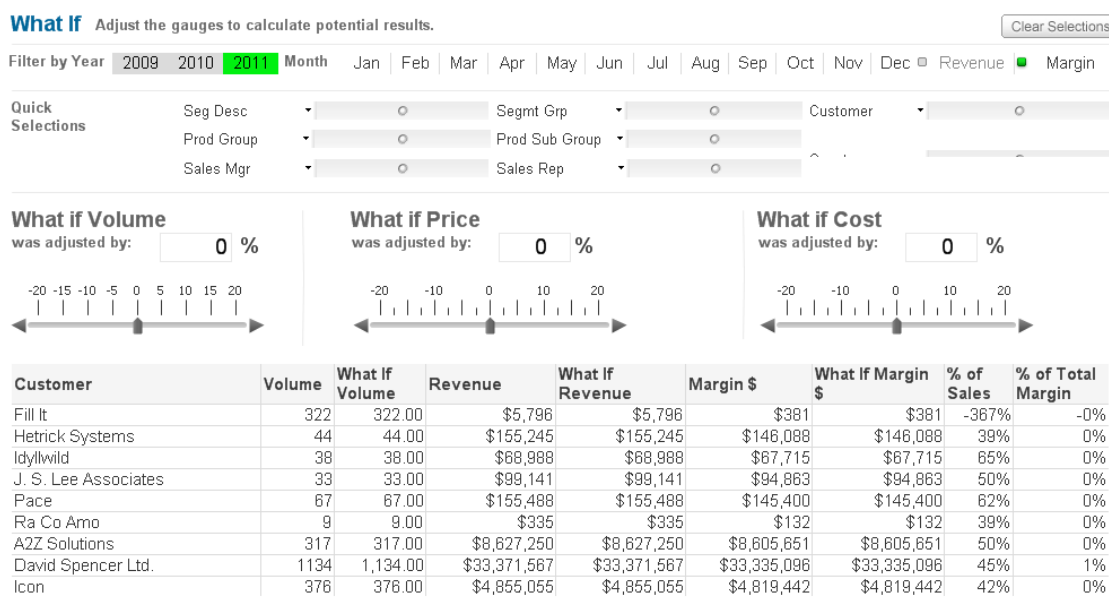 What If Adjust the gauges to calculate potential results. Clear Selections
Filter by Year 2009 2010 2011 Month Jan Feb Mar Apr May Jun Jul Aug Sep Oct Nov Dec Revenue Margin
Quick Selections
Seg Desc Segmt Grp Customer
Prod Group Prod Sub Group
Sales Mgr Sales Rep
What if Volume What if Price What if Cost
was adjusted by: 0 % was adjusted by: 0 % was adjusted by: 0 %
-20 -15 -10 -5 0 5 10 15 20 -20 -10 0 10 20 -20 -10 0 10 20
Customer Volume What If Volume Revenue What If Revenue Margin $ What If Margin $ % of Sales % of Total Margin
Fill It 322 322.00 $5,796 $5,796 $381 $381 -367% -0%
Hetrick Systems 44 44.00 $155,245 $155,245 $146,088 $146,088 39% 0%
Idyllwild 38 38.00 $68,988 $68,988 $67,715 $67,715 65% 0%
J. S. Lee Associates 33 33.00 $99,141 $99,141 $94,863 $94,863 50% 0%
Pace 67 67.00 $155,488 $155,488 $145,400 $145,400 62% 0%
Ra Co Amo 9 9.00 $335 $335 $132 $132 39% 0%
A2Z Solutions 317 317.00 $8,627,250 $8,627,250 $8,605,651 $8,605,651 50% 0%
David Spencer Ltd. 1134 1,134.00 $33,371,567 $33,371,567 $33,335,096 $33,335,096 45% 1%
Icon 376 376.00 $4,855,055 $4,855,055 $4,819,442 $4,819,442 42% 0%